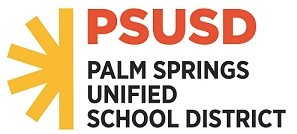 PSUSD
PALM SPRINGS
UNIFIED
SCHOOL DISTRICT